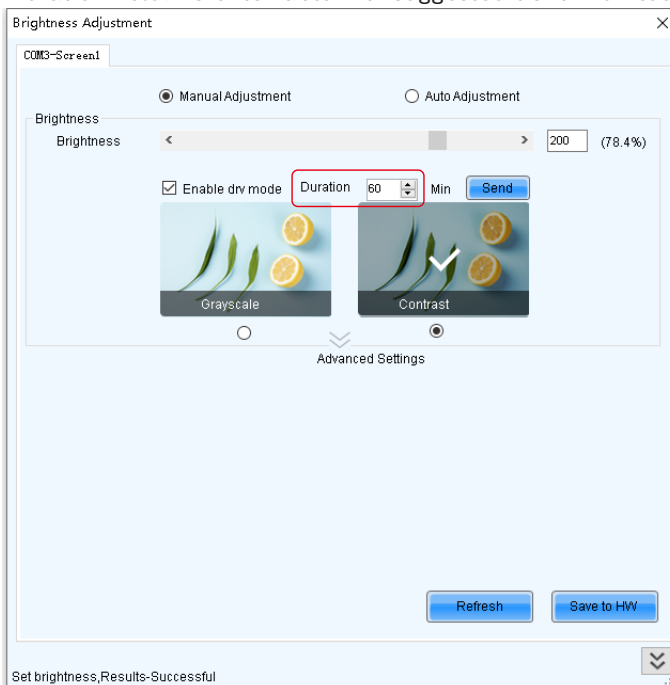 Brightness Adjustment
COM3-Screen1
Manual Adjustment Auto Adjustment
Brightness
Brightness 200 (78.4%)
Enable drv mode Duration 60 Min Send
Grayscale Contrast
Advanced Settings
Refresh Save to HW
Set brightness,Results-Successful